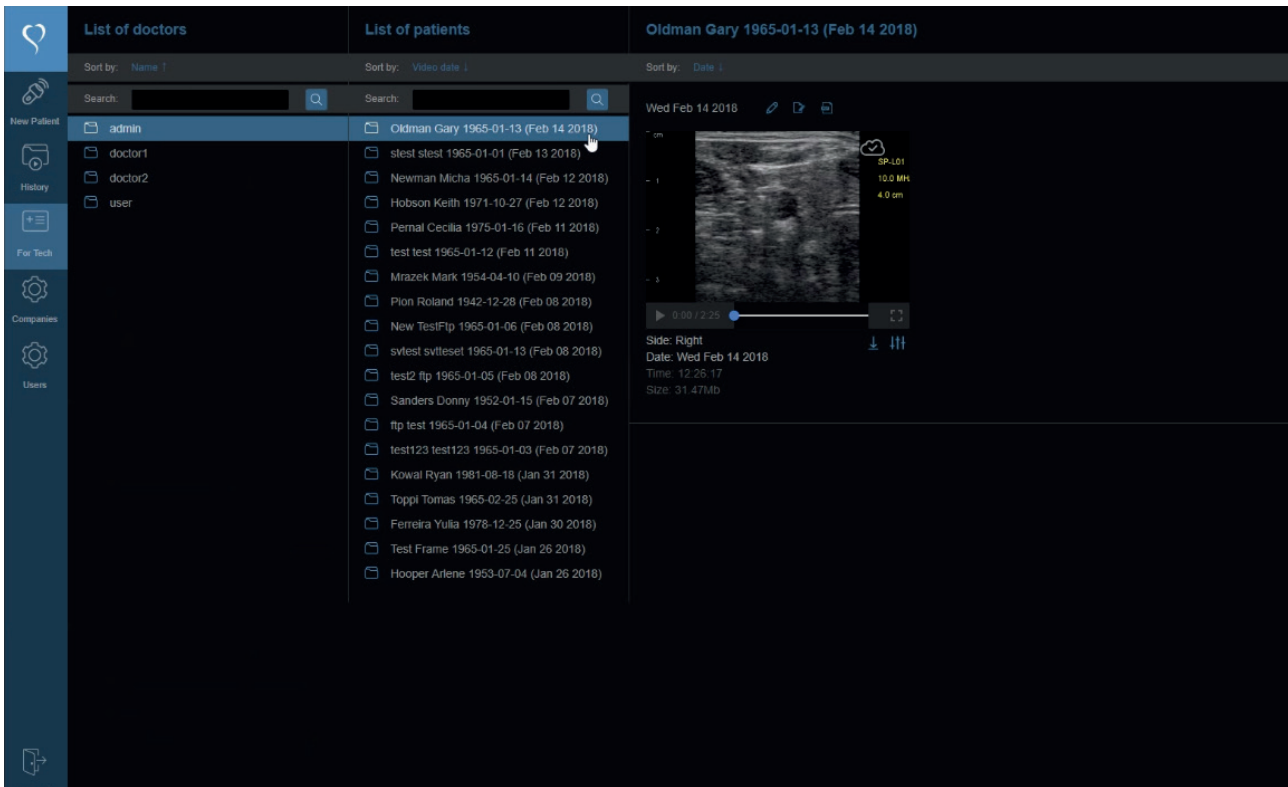 New Patient
History
For Tech
Companies
Users
List of doctors
Sort by: Name ↑
Search:
admin
doctor1
doctor2
user
List of patients
Sort by: Video date ↓
Search:
Oldman Gary 1965-01-13 (Feb 14 2018)
stest stest 1965-01-01 (Feb 13 2018)
Newman Micha 1965-01-14 (Feb 12 2018)
Hobson Keith 1971-10-27 (Feb 12 2018)
Pernal Cecilia 1975-01-16 (Feb 11 2018)
test test 1965-01-12 (Feb 11 2018)
Mrazek Mark 1954-04-10 (Feb 09 2018)
Pion Roland 1942-12-28 (Feb 08 2018)
New TestFtp 1965-01-06 (Feb 08 2018)
svtest svtteset 1965-01-13 (Feb 08 2018)
test2 ftp 1965-01-05 (Feb 08 2018)
Sanders Donny 1952-01-15 (Feb 07 2018)
ftp test 1965-01-04 (Feb 07 2018)
test123 test123 1965-01-03 (Feb 07 2018)
Kowal Ryan 1981-08-18 (Jan 31 2018)
Toppi Tomas 1965-02-25 (Jan 31 2018)
Ferreira Yulia 1978-12-25 (Jan 30 2018)
Test Frame 1965-01-25 (Jan 26 2018)
Hooper Arlene 1953-07-04 (Jan 26 2018)
Oldman Gary 1965-01-13 (Feb 14 2018)
Sort by: Date ↓
Wed Feb 14 2018
cm
SP-L01
1
10.0 MH
4.0 cm
2
3
0:00 / 2:25
Side: Right
Date: Wed Feb 14 2018
Time: 12:26:17
Size: 31.47Mb